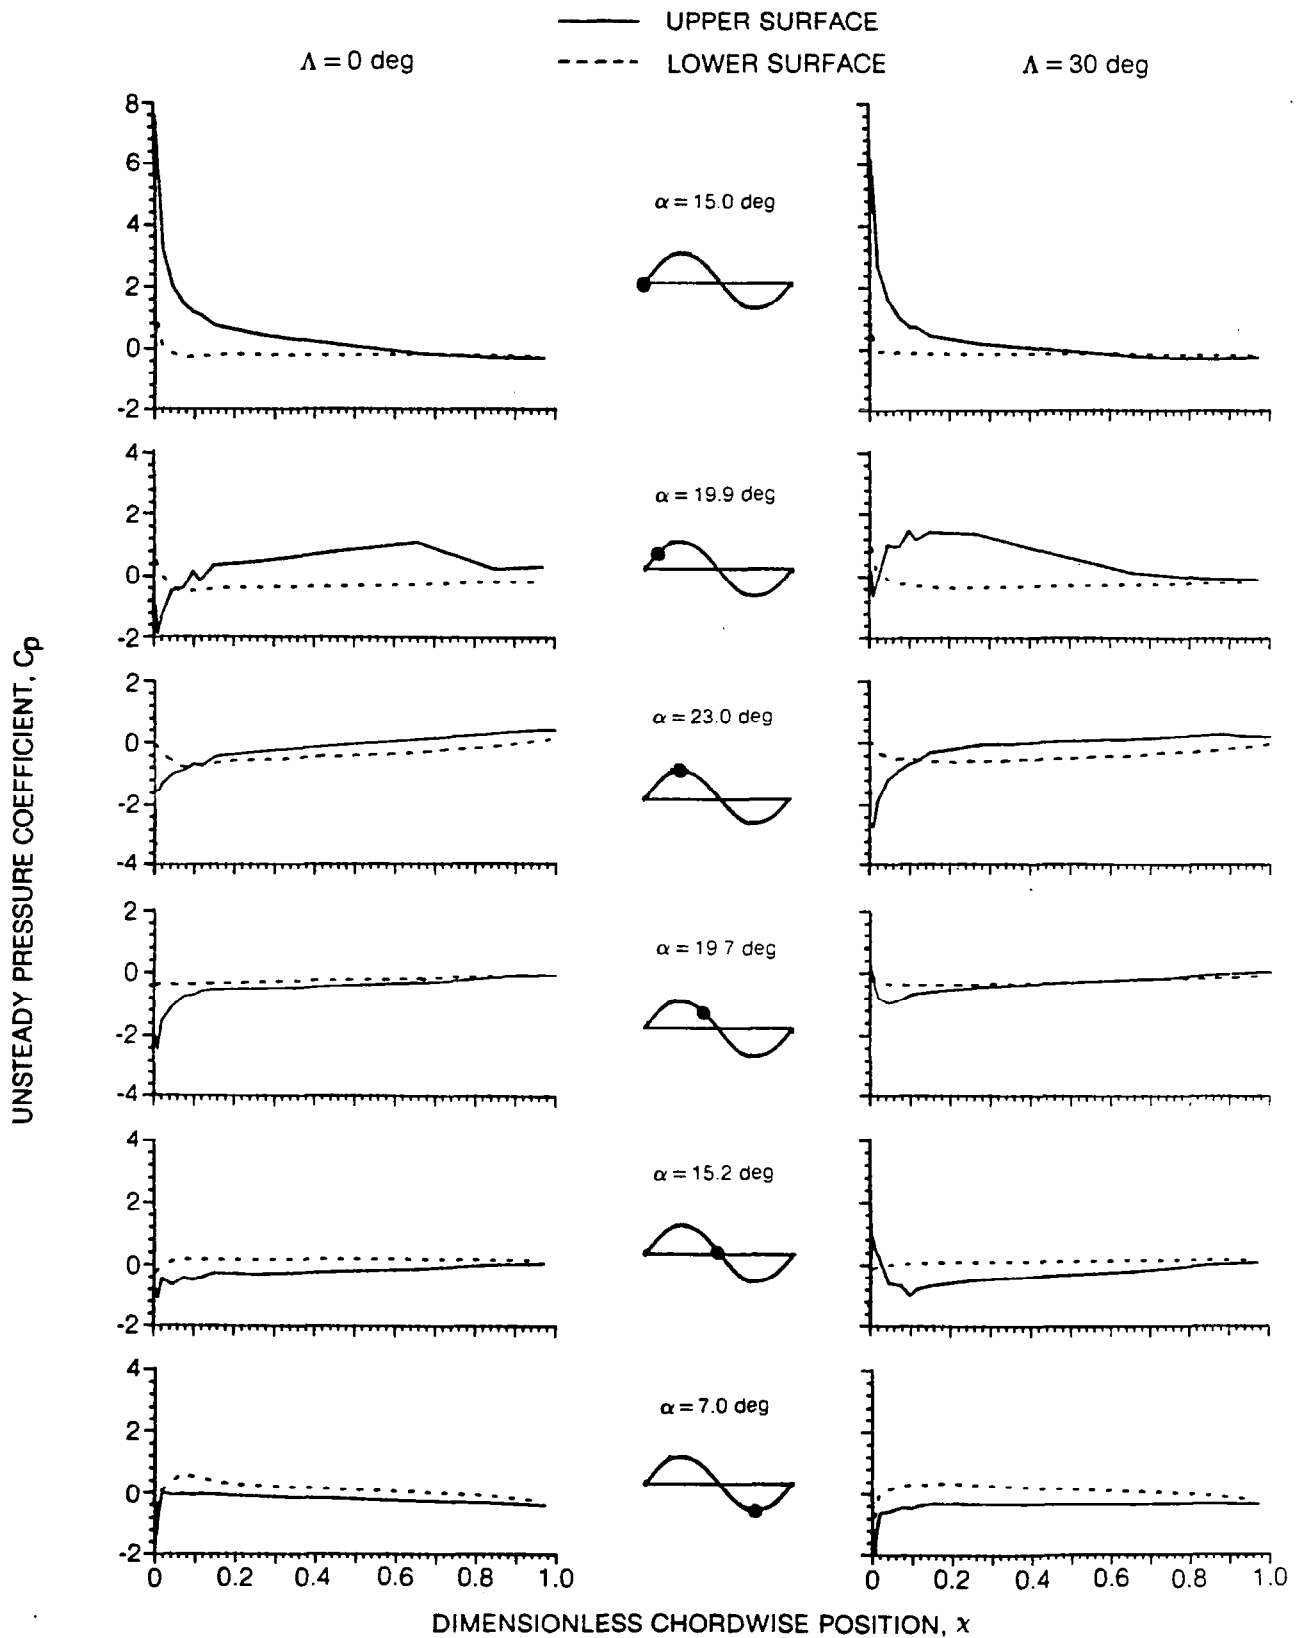 UPPER SURFACE
Λ = 0 deg
LOWER SURFACE
Λ = 30 deg
8
6
4
2
0
-2
α = 15.0 deg
4
2
0
-2
α = 19.9 deg
2
0
-2
-4
α = 23.0 deg
2
0
-2
-4
α = 19 7 deg
4
2
0
-2
α = 15.2 deg
4
2
0
-2
α = 7.0 deg
0 0.2 0.4 0.6 0.8 1.0
0 0.2 0.4 0.6 0.8 1.0
UNSTEADY PRESSURE COEFFICIENT, Cp
DIMENSIONLESS CHORDWISE POSITION, χ